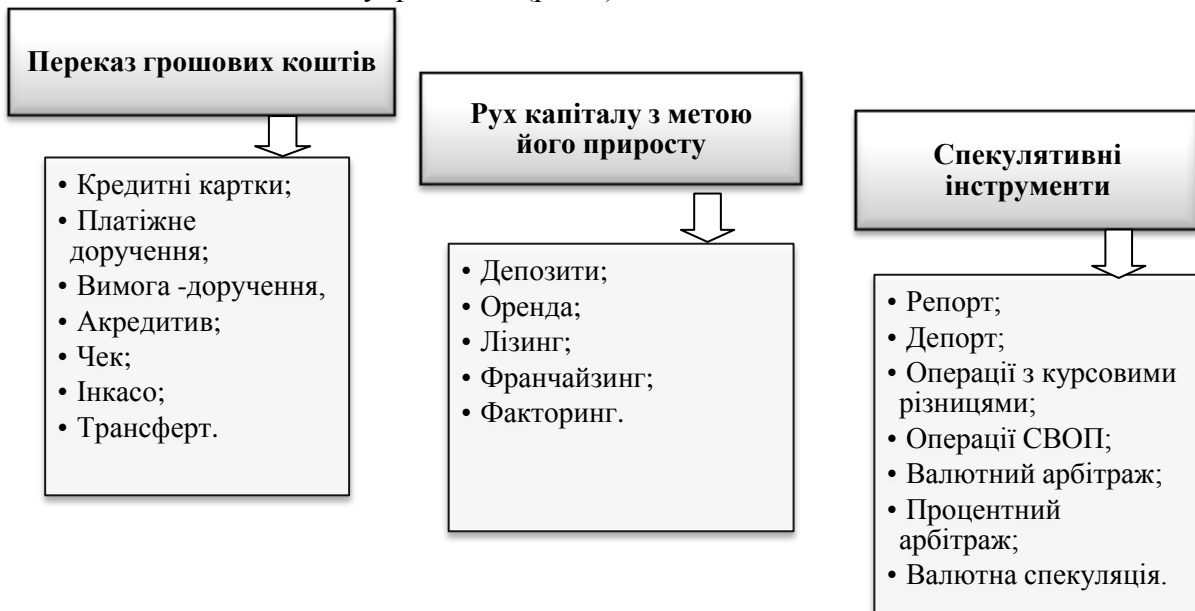 Переказ грошових коштів
• Кредитні картки;
• Платіжне
доручення;
• Вимога -доручення,
• Акредитив;
• Чек;
• Інкасо;
• Трансферт.
Рух капіталу з метою
його приросту
• Депозити;
• Оренда;
• Лізинг;
• Франчайзинг;
• Факторинг.
Спекулятивні
інструменти
• Репорт;
• Депорт;
• Операції з курсовими
різницями;
• Операції СВОП;
• Валютний арбітраж;
• Процентний
арбітраж;
• Валютна спекуляція.